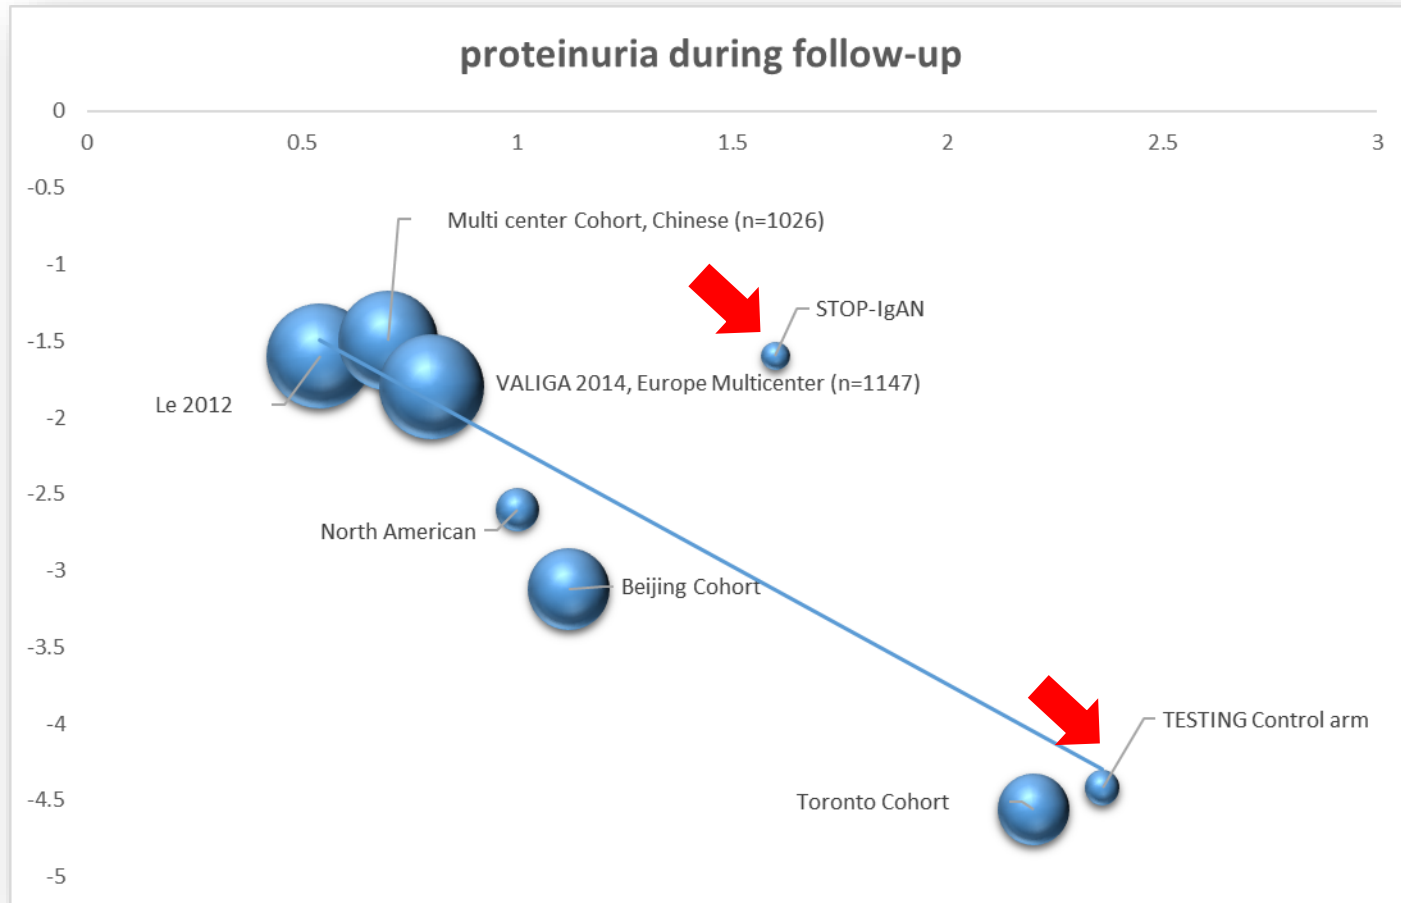 proteinuria during follow-up
0
0 0.5 1 1.5 2 2.5 3
-0.5
Multi center Cohort, Chinese (n=1026)
-1
STOP-IgAN
-1.5
VALIGA 2014, Europe Multicenter (n=1147)
Le 2012
-2
-2.5
North American
-3
Beijing Cohort
-3.5
-4
TESTING Control arm
-4.5
Toronto Cohort
-5